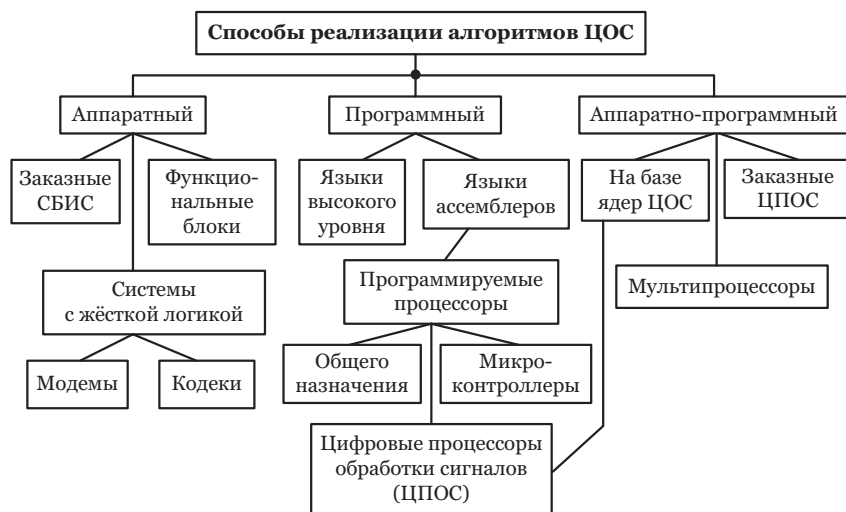 Способы реализации алгоритмов ЦОС
Аппаратный
Программный
Аппаратно-программный
Заказные
СБИС
Функцио-
нальные
блоки
Языки
высокого
уровня
Языки
ассемблеров
На базе
ядер ЦОС
Заказные
ЦПОС
Системы
с жёсткой логикой
Программируемые
процессоры
Мультипроцессоры
Модемы
Кодеки
Общего
назначения
Микро-
контроллеры
Цифровые процессоры
обработки сигналов
(ЦПОС)